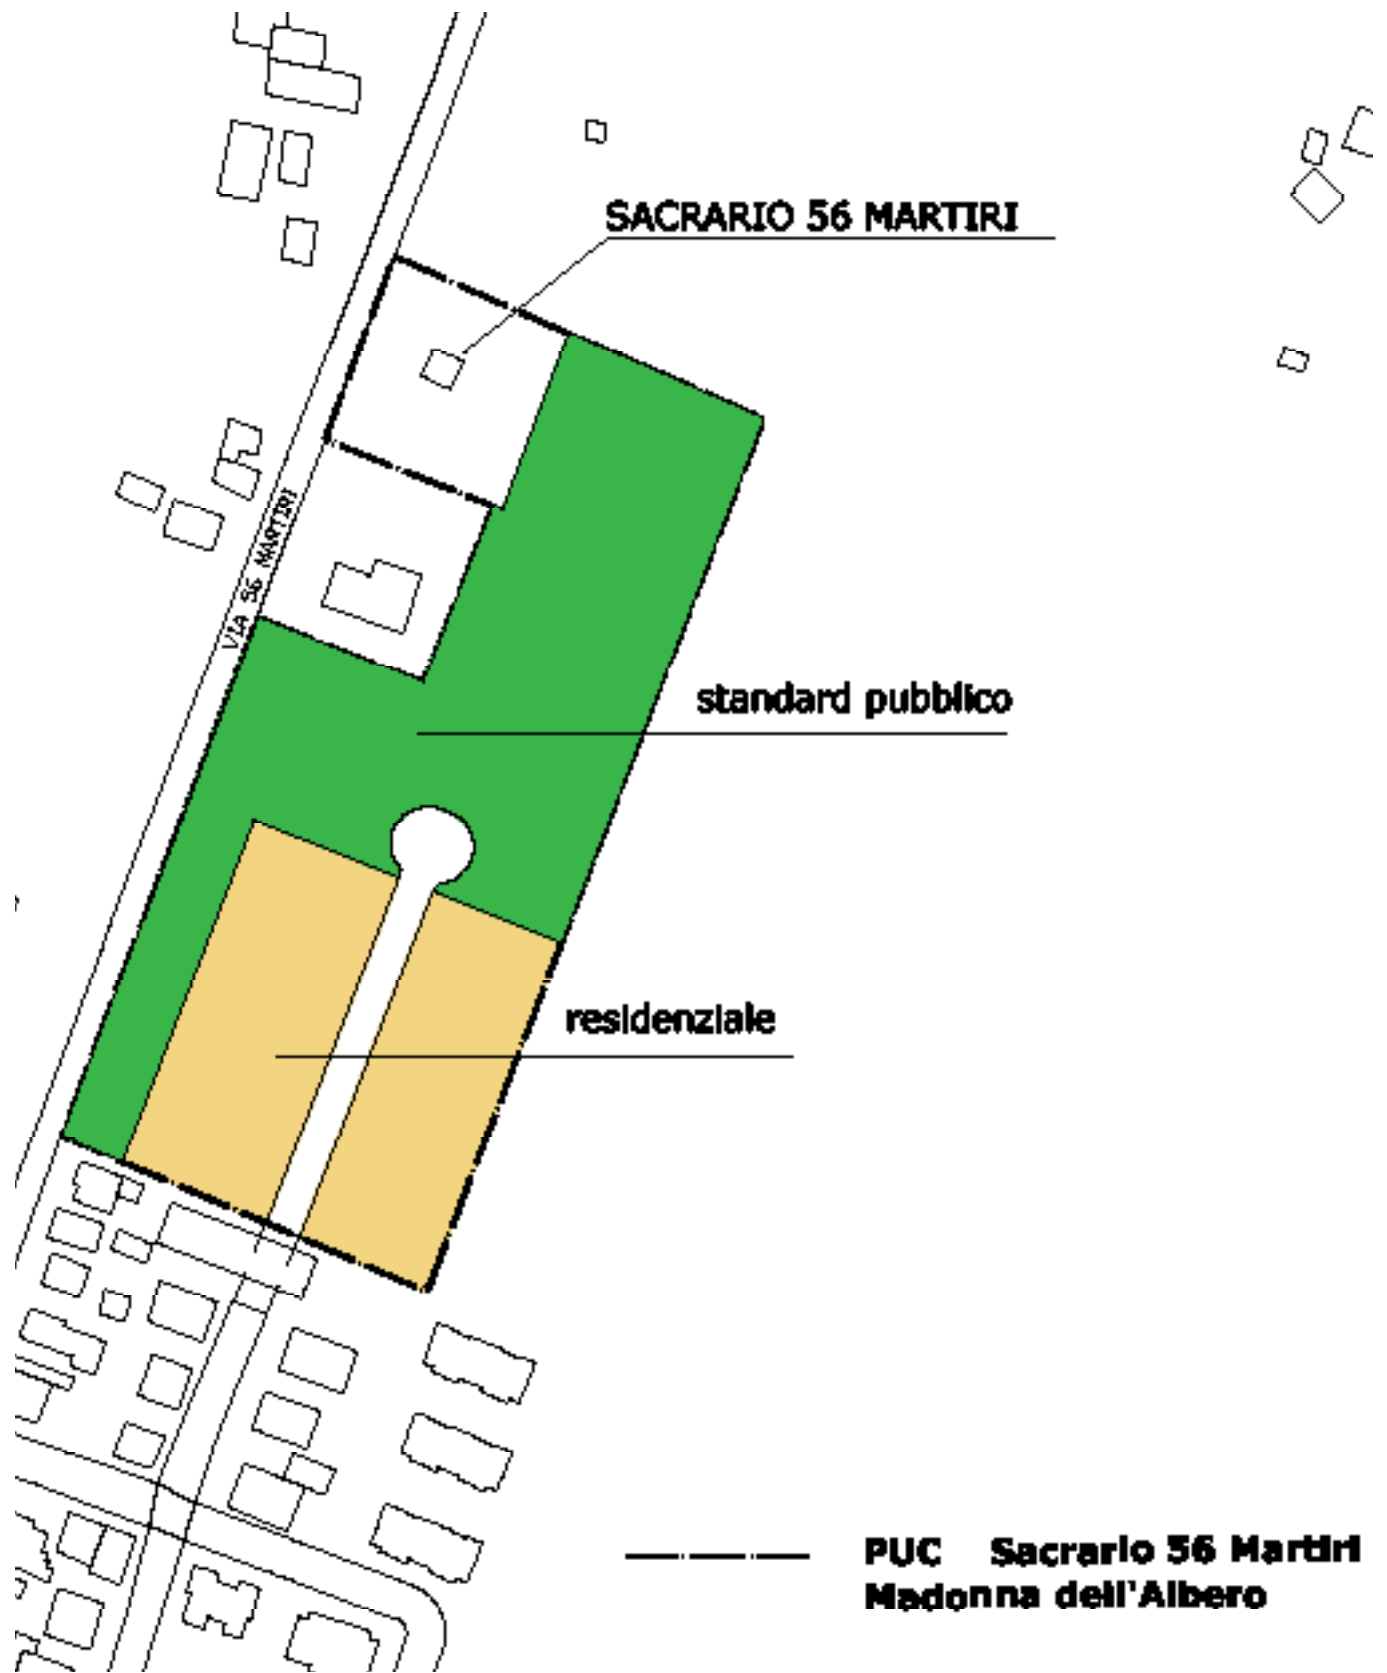 SACRARIO 56 MARTIRI
VIA 56 MARTIRI
standard pubblico
residenziale
PUC Sacrario 56 Martiri
Madonna dell'Albero